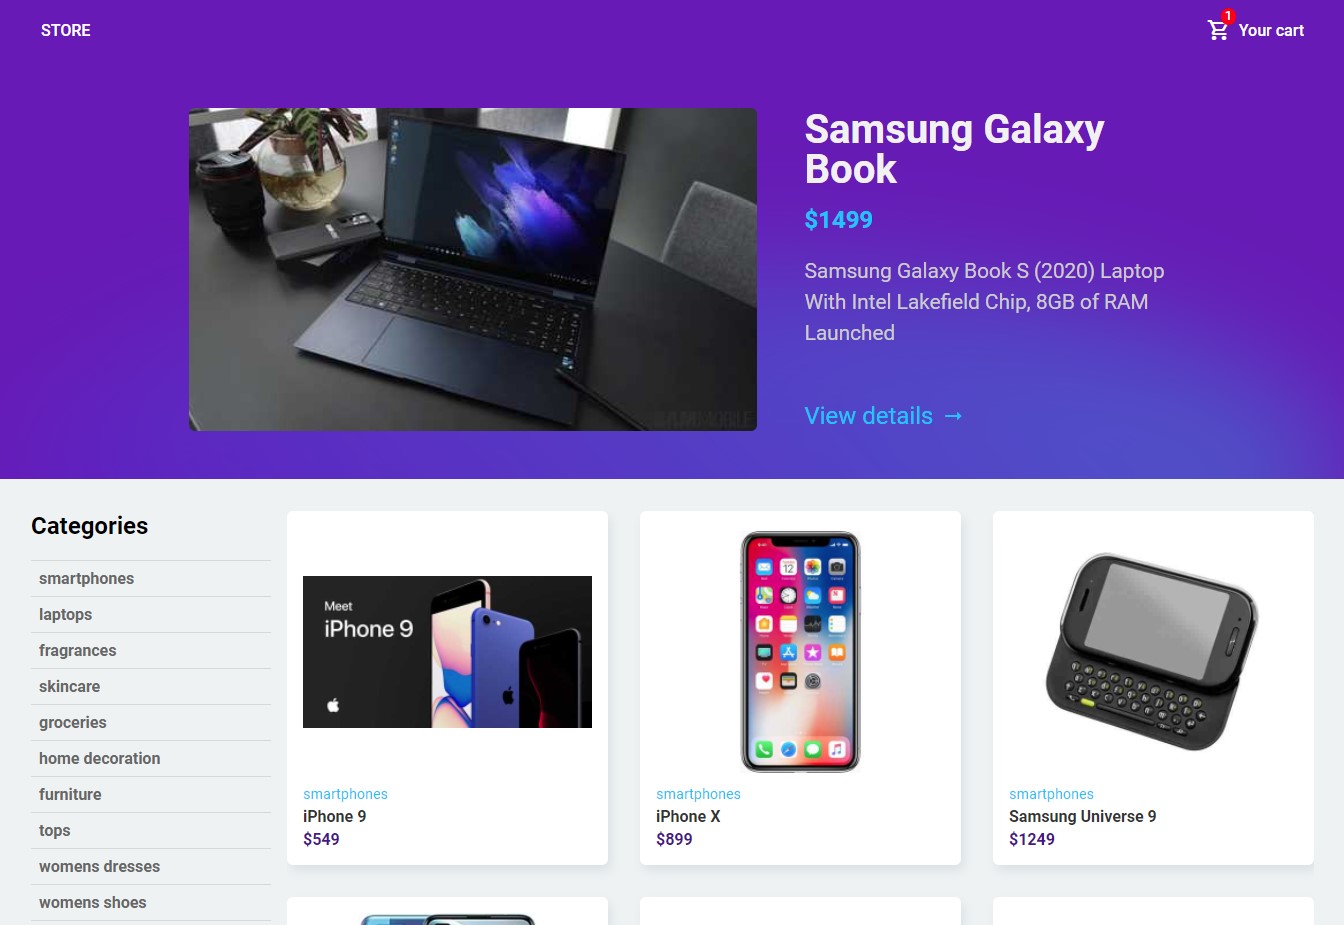 STORE
1
Your cart
Samsung Galaxy
Book
$1499
Samsung Galaxy Book S (2020) Laptop
With Intel Lakefield Chip, 8GB of RAM
Launched
View details →
Categories
smartphones
laptops
fragrances
skincare
groceries
home decoration
furniture
tops
womens dresses
womens shoes
Meet
iPhone 9
smartphones
iPhone 9
$549
12
smartphones
iPhone X
$899
smartphones
Samsung Universe 9
$1249